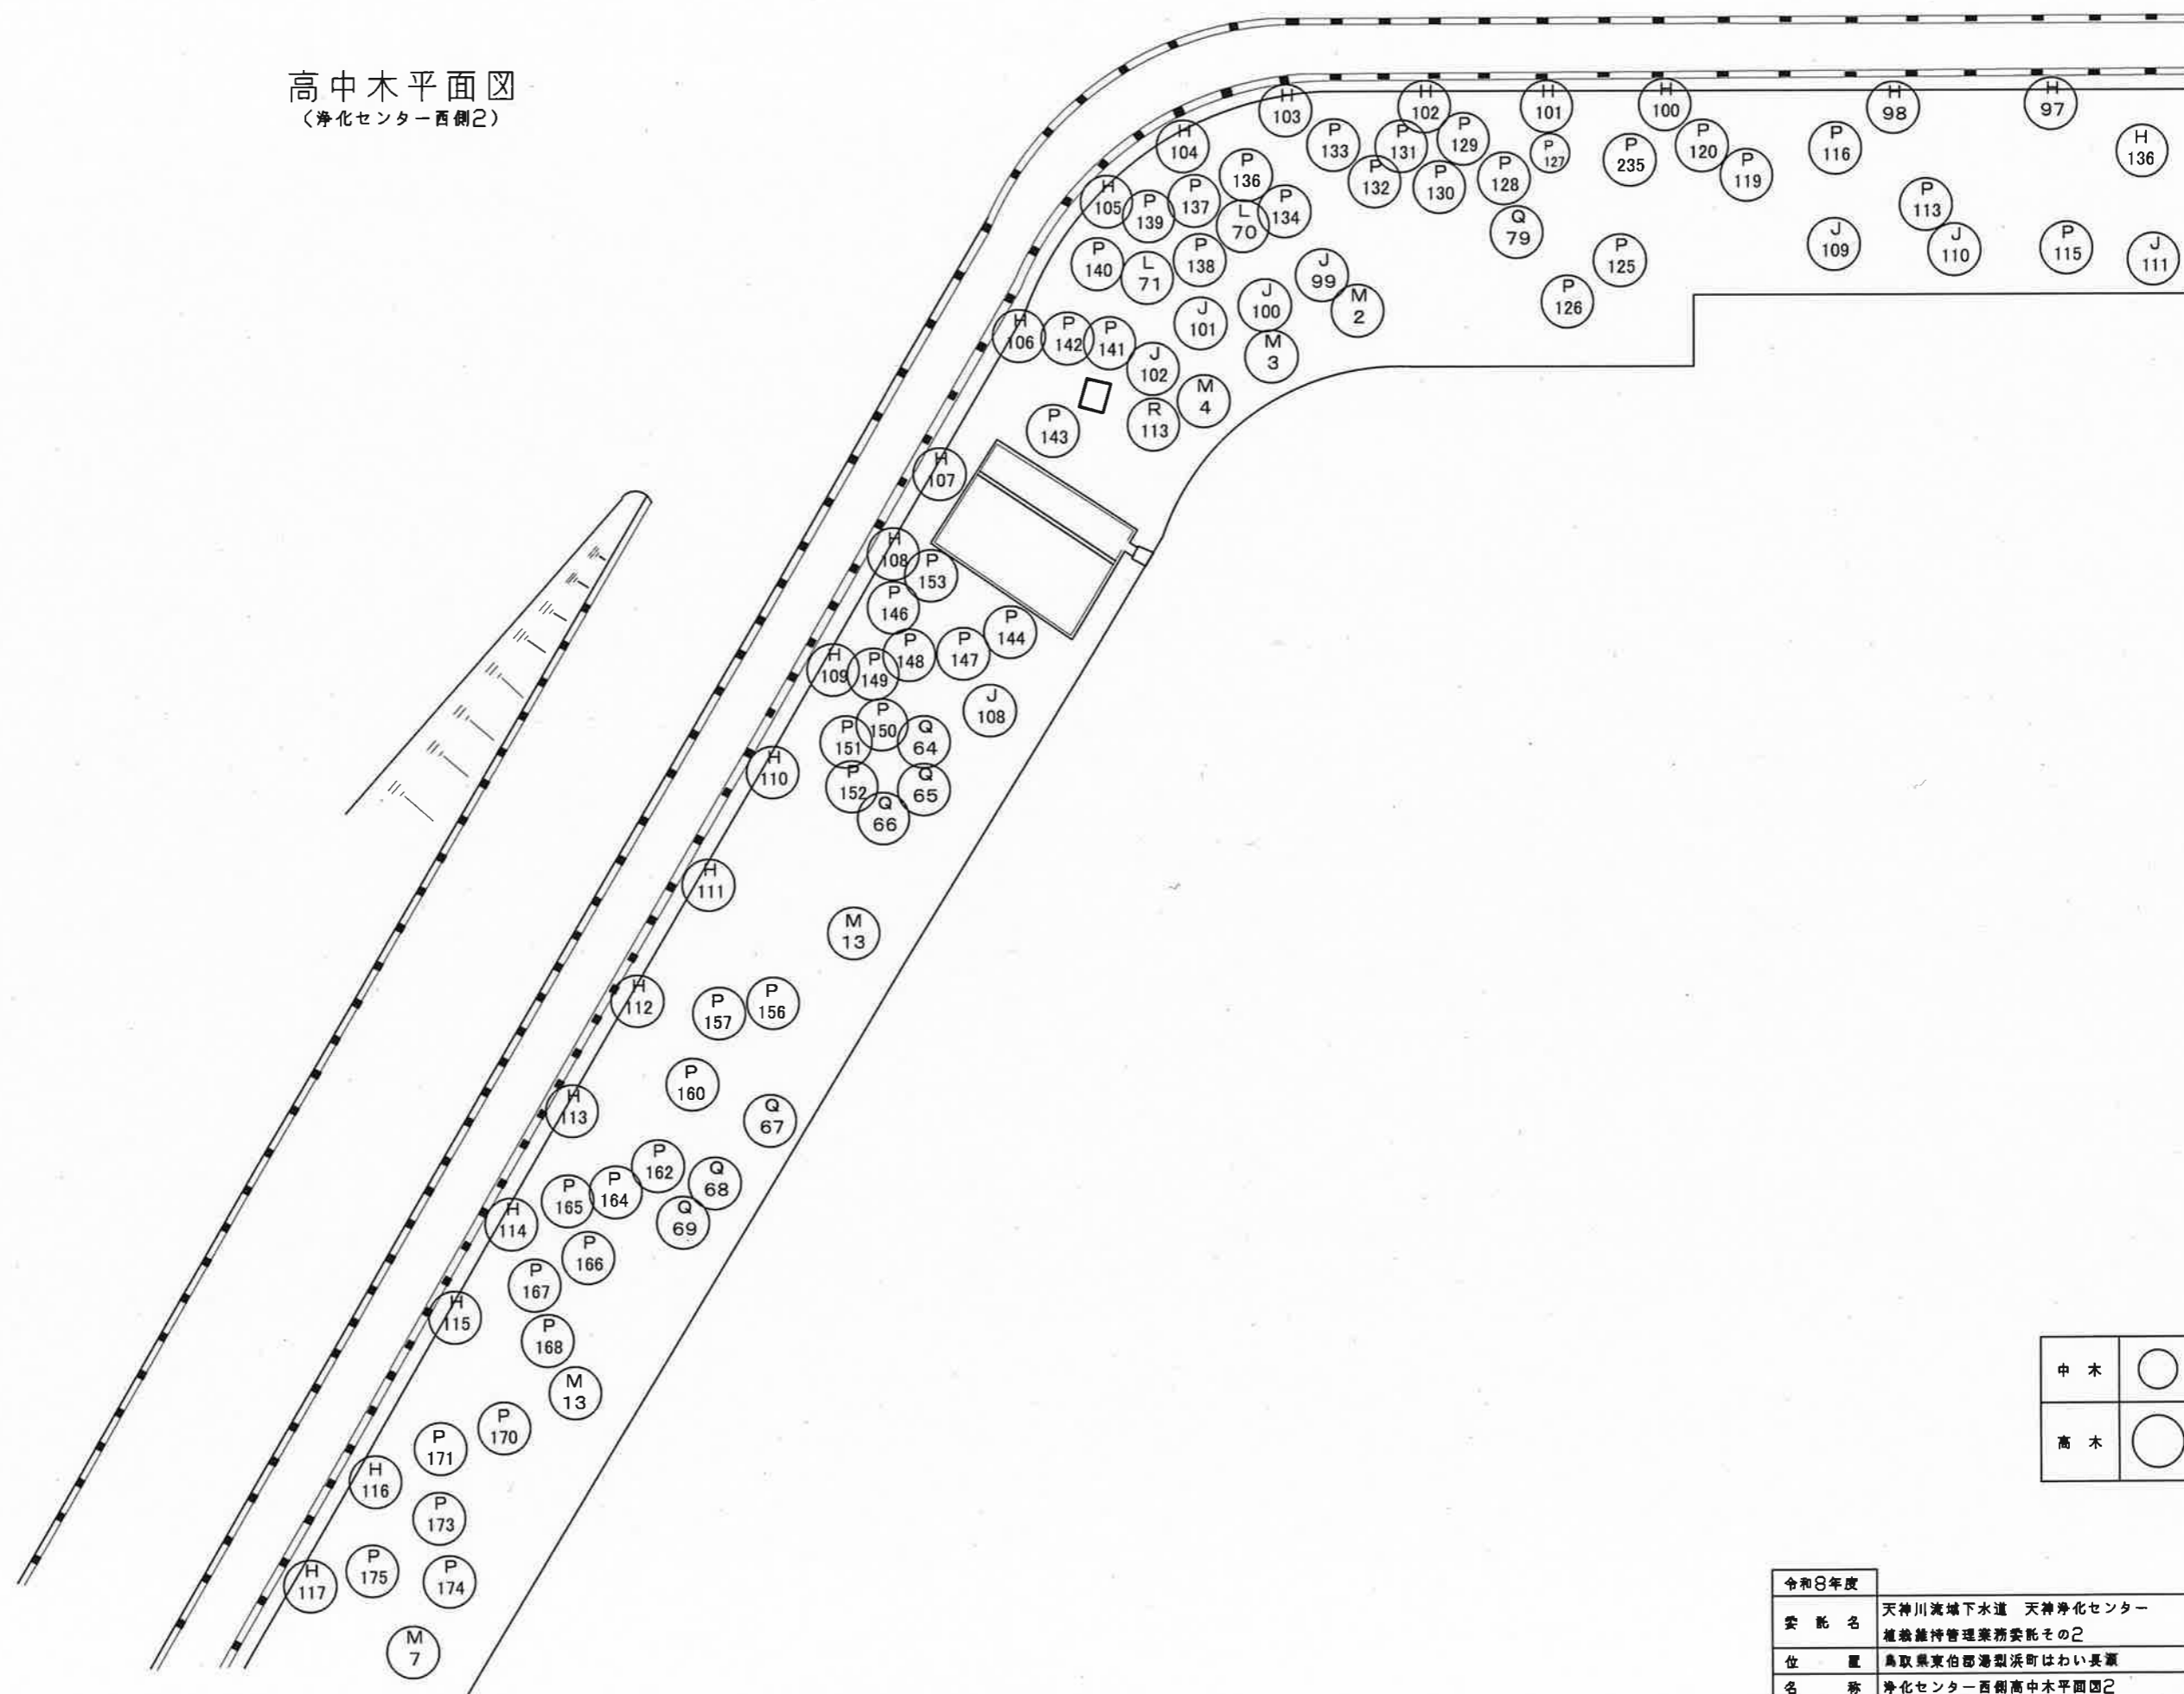 高中木平面図
（浄化センター西側2）
H 103
H 102
H 101
H 100
H 98
H 97
H 104
P 133
P 131
P 129
P 127
P 235
P 120
P 116
H 136
P 136
P 132
P 130
P 128
P 119
H 105
P 139
P 137
L 70
P 134
Q 79
P 113
J 109
J 110
P 115
J 111
P 140
L 71
P 138
J 99
P 125
P 126
J 101
J 100
M 2
H 106
P 142
P 141
J 102
M 3
M 4
P 143
R 113
H 107
H 108
P 153
P 146
P 144
H 109
P 149
P 148
P 147
J 108
P 151
P 150
Q 64
H 110
P 152
Q 65
Q 66
H 111
M 13
H 112
P 157
P 156
P 160
H 113
Q 67
P 162
Q 68
P 165
P 164
Q 69
H 114
P 166
P 167
H 115
P 168
M 13
P 170
P 171
H 116
P 173
P 175
P 174
H 117
M 7
中 木
高 木
令和8年度
委 託 名 天神川流域下水道 天神浄化センター
植栽維持管理業務委託その2
位 置 鳥取県東伯郡湯梨浜町はわい長瀬
名 称 浄化センター西側高中木平面図2